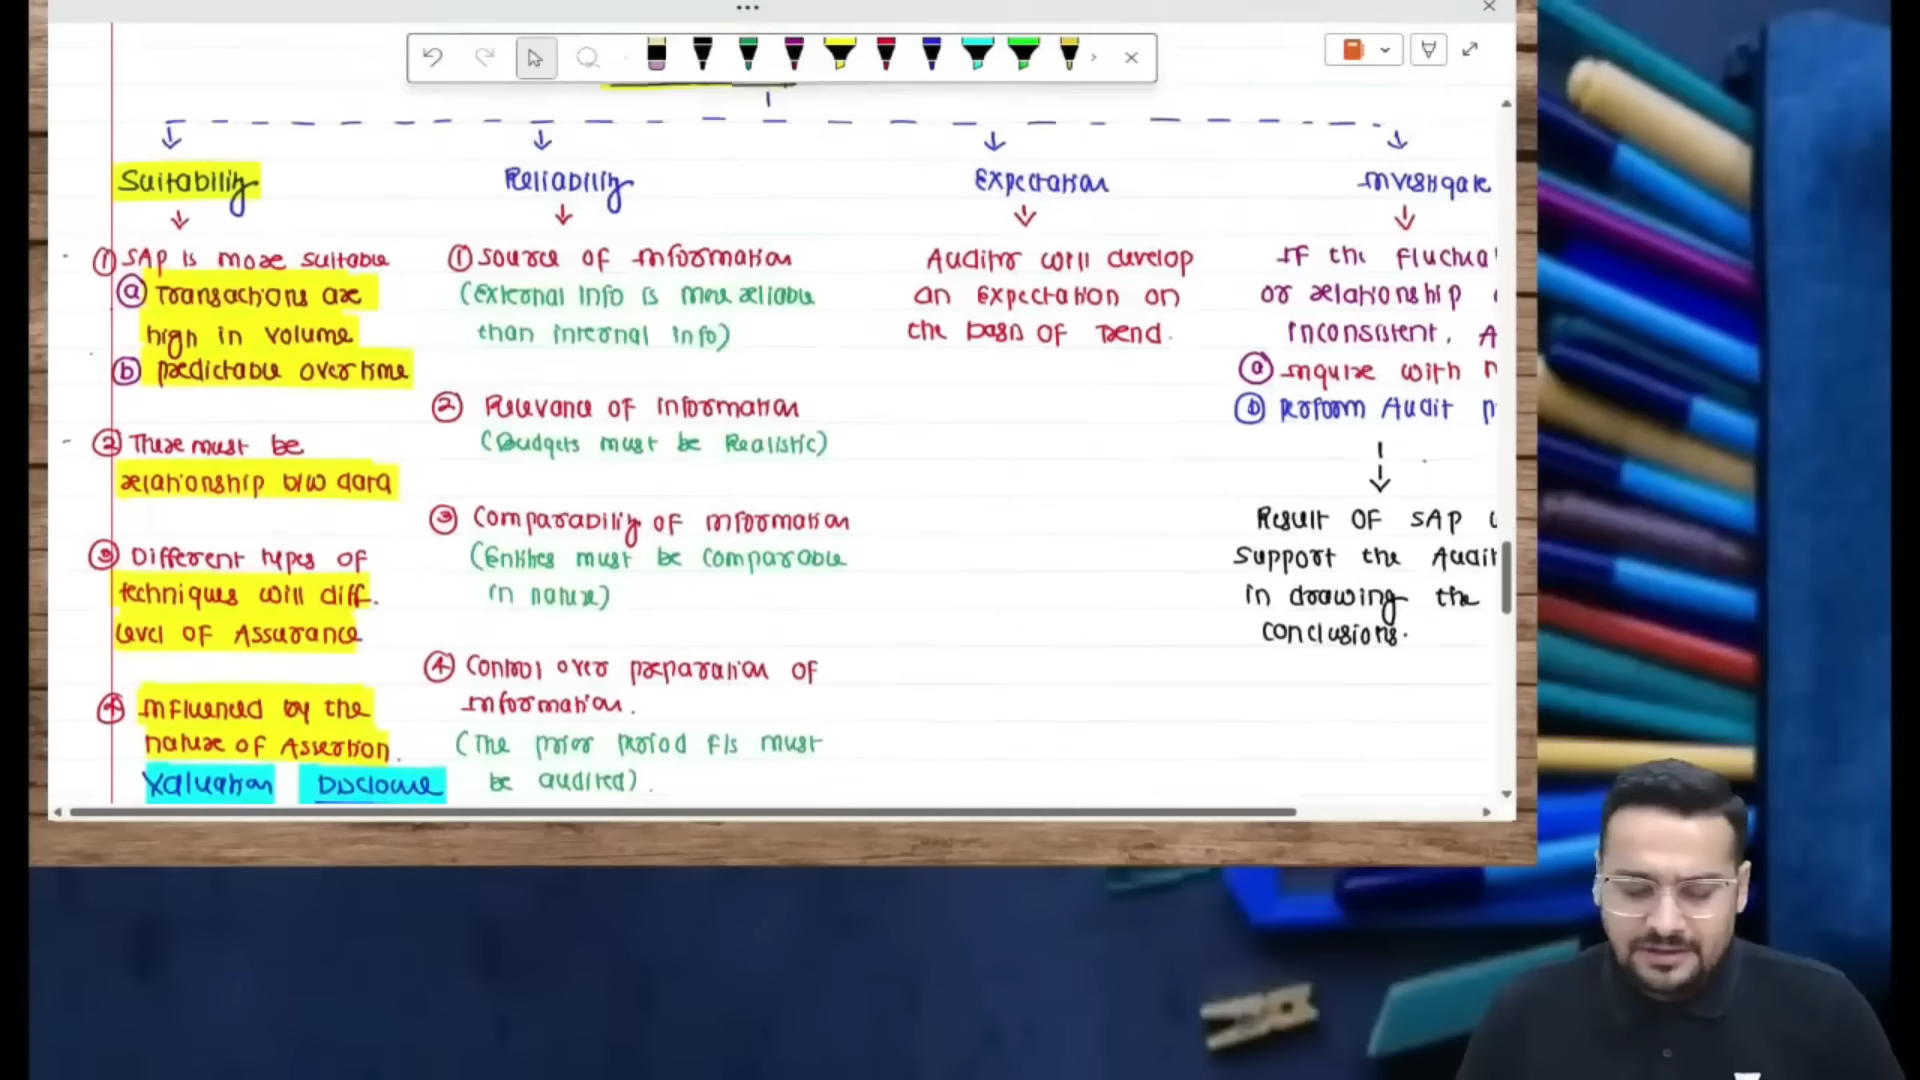 Suitability
Reliability
Expectation
Investigate
① SAP is more suitable
ⓐ Transactions are
high in volume
ⓑ predictable overtime
② There must be
relationship b/w data
③ Different types of
techniques will diff.
level of Assurance
④ Influenced by the
nature of Assertion.
Valuation Disclosure
① Source of Information
(External Info is more reliable
than internal info)
② Relevance of information
(Budgets must be Realistic)
③ Comparability of Information
(Entities must be comparable
in nature)
④ Control over preparation of
Information.
(The prior period F/s must
be audited).
Auditor will develop
an Expectation on
the basis of Trend.
If the Fluctua
or relationship
inconsistent, A
ⓐ Inquire with
ⓑ Perform Audit p
Result OF SAP
Support the Audit
in drawing the
conclusions.